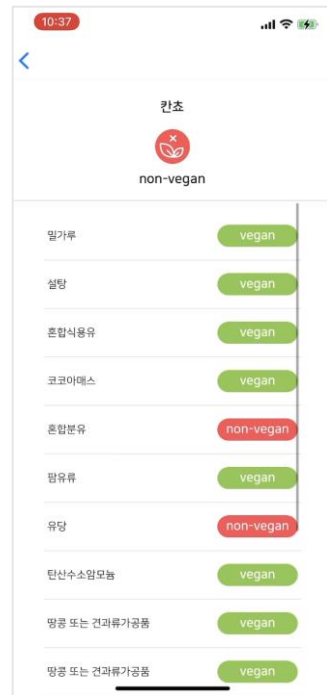 10:37
칸쵸
non-vegan
밀가루 vegan
설탕 vegan
혼합식용유 vegan
코코아매스 vegan
혼합분유 non-vegan
팜유류 vegan
유당 non-vegan
탄산수소암모늄 vegan
땅콩 또는 견과류가공품 vegan
땅콩 또는 견과류가공품 vegan